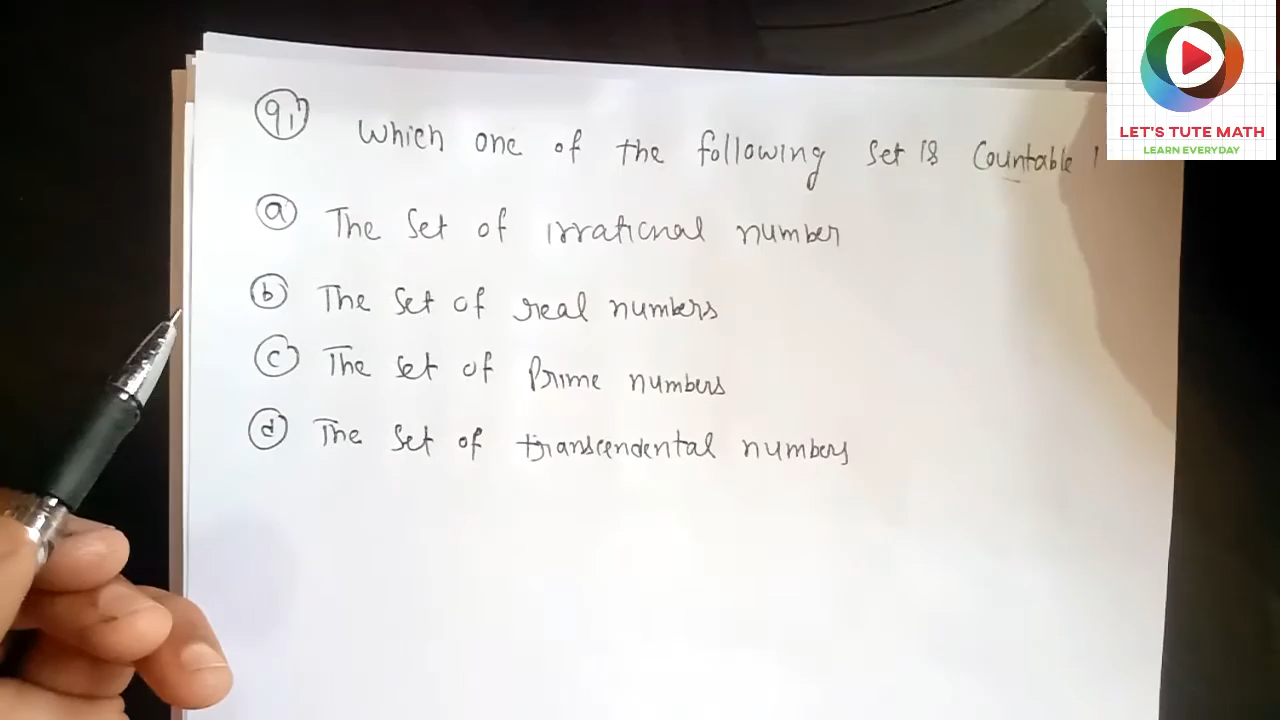 Q1) Which one of the following set is Countable ?
(a) The set of irrational number
(b) The set of real numbers
(c) The set of Prime numbers
(d) The set of transcendental numbers
LET'S TUTE MATH
LEARN EVERYDAY